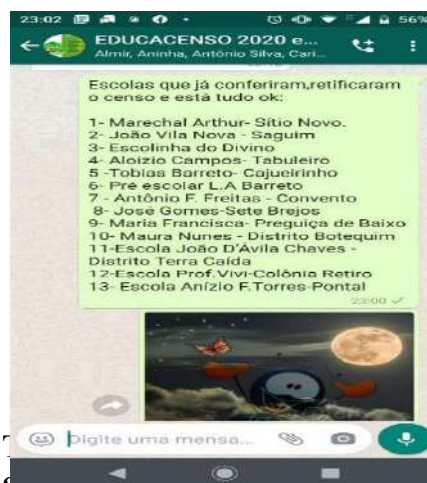 23:02
56%
EDUCACENSO 2020 e...
Almir, Aninha, Antônio Silva, Cari...
Escolas que já conferiram,retificaram
o censo e está tudo ok:
1- Marechal Arthur- Sítio Novo.
2- João Vila Nova - Saguim
3- Escolinha do Divino
4- Aloizio Campos- Tabuleiro
5 -Tobias Barreto- Cajueirinho
6- Pré escolar L.A Barreto
7 - Antônio F. Freitas - Convento
8- José Gomes-Sete Brejos
9- Maria Francisca- Preguiça de Baixo
10- Maura Nunes - Distrito Botequim
11-Escola João D'Ávila Chaves -
Distrito Terra Caída
12-Escola Prof.Vivi-Colônia Retiro
13- Escola Anízio F.Torres-Pontal
23:00
Digite uma mensa...